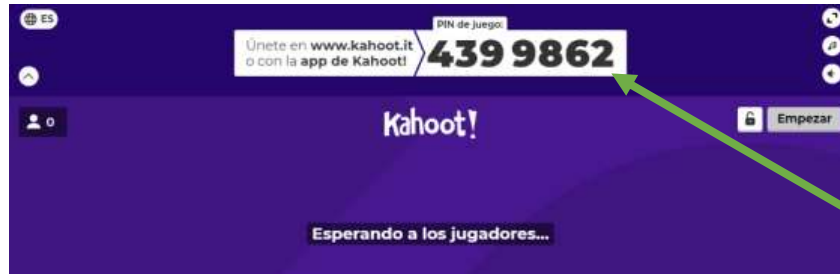 ES
PIN de juego:
Únete en www.kahoot.it
o con la app de Kahoot!
439 9862
0
Kahoot!
Empezar
Esperando a los jugadores...